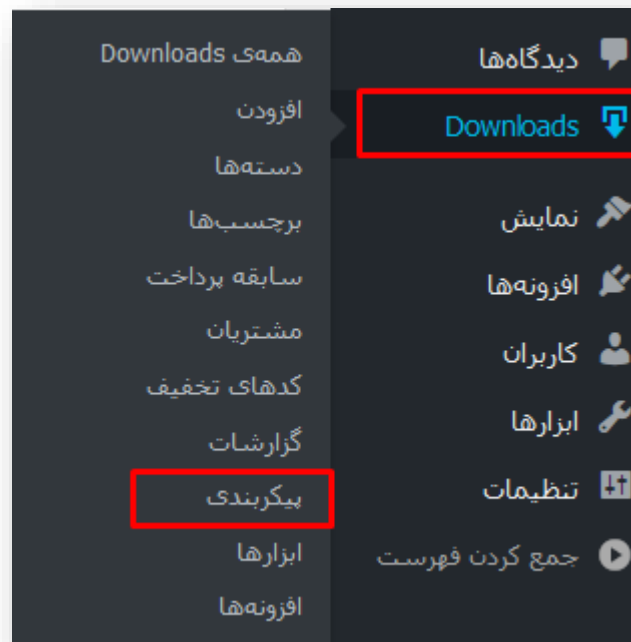 دیدگاه‌ها
Downloads
نمایش
افزونه‌ها
کاربران
ابزارها
تنظیمات
جمع کردن فهرست
همه‌ی Downloads
افزودن
دسته‌ها
برچسب‌ها
سابقه پرداخت
مشتریان
کدهای تخفیف
گزارشات
پیکربندی
ابزارها
افزونه‌ها